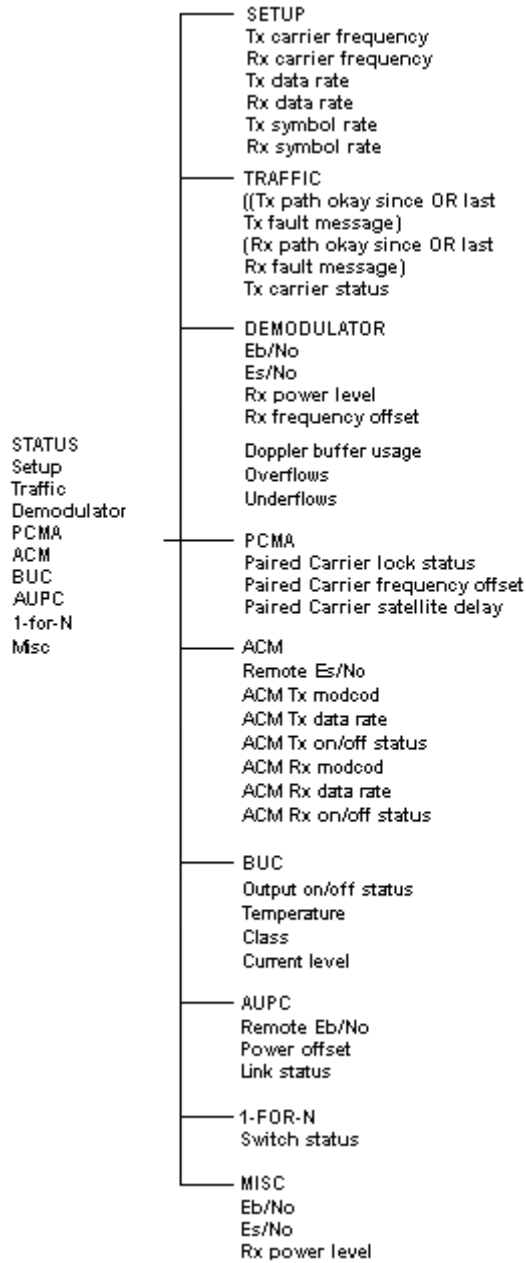 STATUS
Setup
Traffic
Demodulator
PCMA
ACM
BUC
AUPC
1-for-N
Misc
SETUP
Tx carrier frequency
Rx carrier frequency
Tx data rate
Rx data rate
Tx symbol rate
Rx symbol rate
TRAFFIC
((Tx path okay since OR last
Tx fault message)
(Rx path okay since OR last
Rx fault message)
Tx carrier status
DEMODULATOR
Eb/No
Es/No
Rx power level
Rx frequency offset
Doppler buffer usage
Overflows
Underflows
PCMA
Paired Carrier lock status
Paired Carrier frequency offset
Paired Carrier satellite delay
ACM
Remote Es/No
ACM Tx modcod
ACM Tx data rate
ACM Tx on/off status
ACM Rx modcod
ACM Rx data rate
ACM Rx on/off status
BUC
Output on/off status
Temperature
Class
Current level
AUPC
Remote Eb/No
Power offset
Link status
1-FOR-N
Switch status
MISC
Eb/No
Es/No
Rx power level